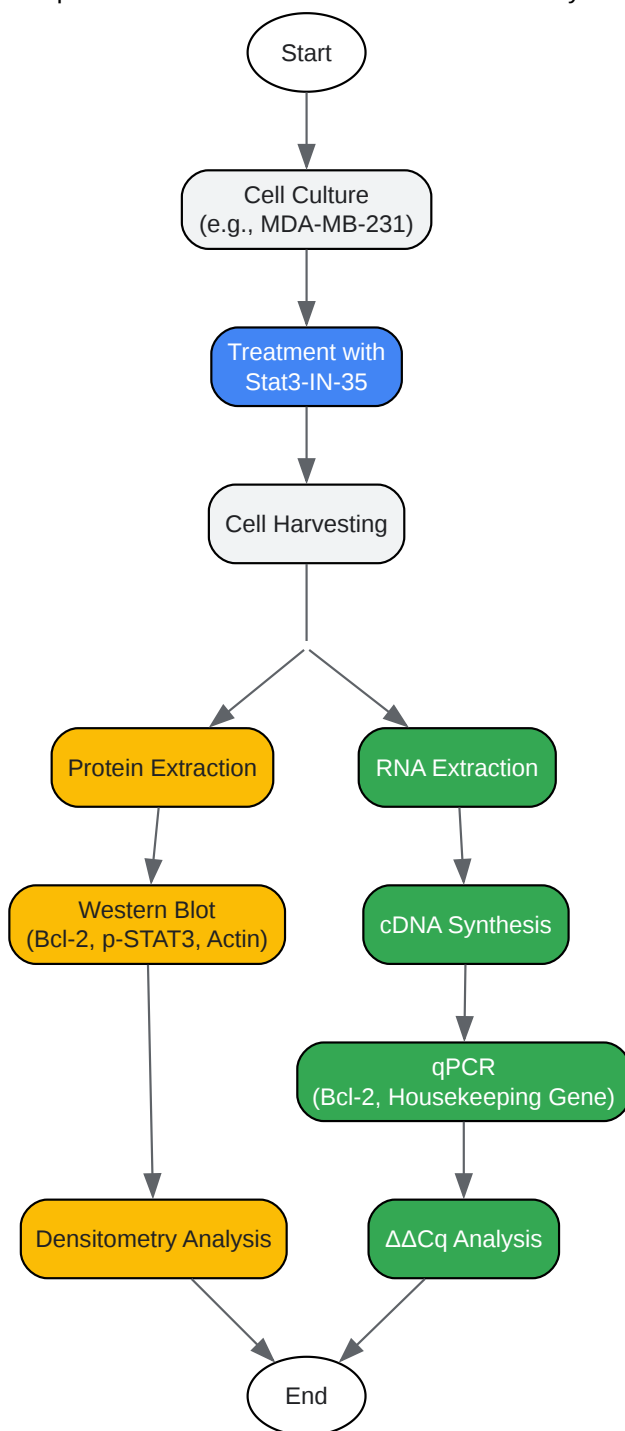 Start
Cell Culture
(e.g., MDA-MB-231)
Treatment with
Stat3-IN-35
Cell Harvesting
Protein Extraction
RNA Extraction
Western Blot
(Bcl-2, p-STAT3, Actin)
cDNA Synthesis
qPCR
(Bcl-2, Housekeeping Gene)
Densitometry Analysis
ΔΔCq Analysis
End